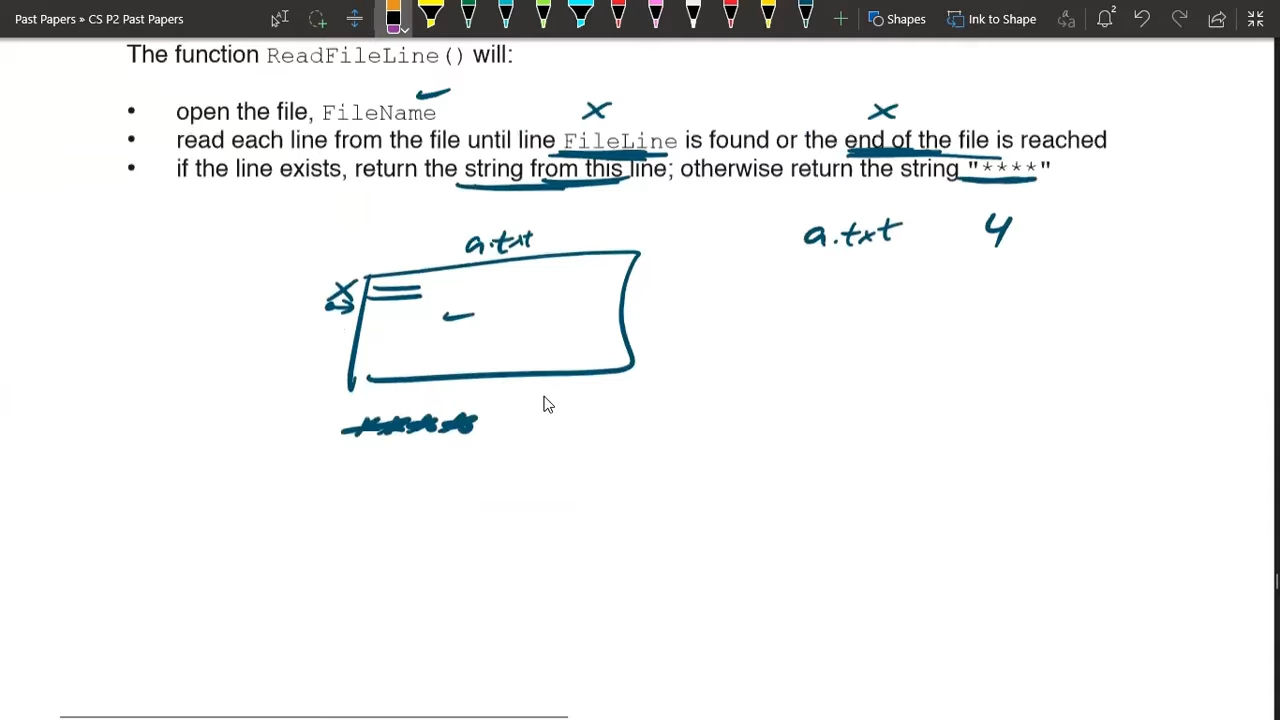 Past Papers » CS P2 Past Papers
Shapes
Ink to Shape
2
The function ReadFileLine() will:
• open the file, FileName
x x
• read each line from the file until line FileLine is found or the end of the file is reached
• if the line exists, return the string from this line; otherwise return the string "****"
a.txt
a.txt 4
x
****